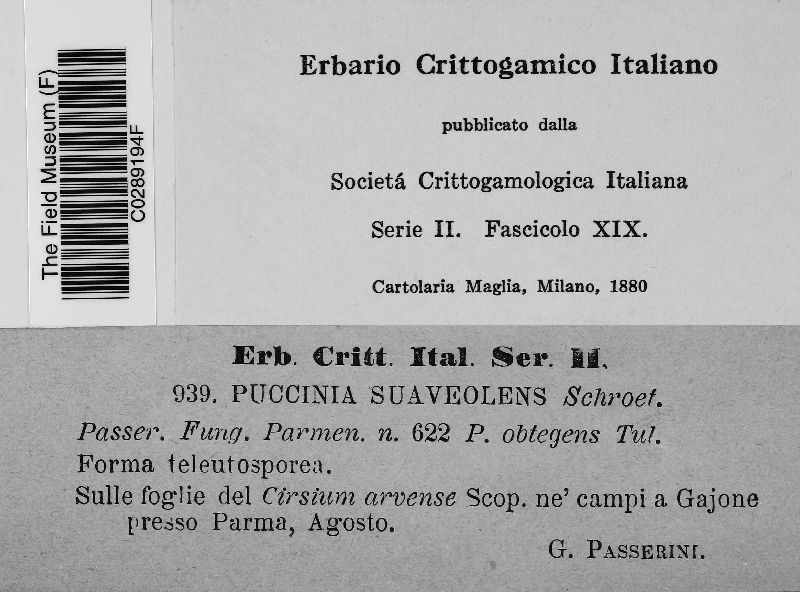 The Field Museum (F)
C0289194F
Erbario Crittogamico Italiano
pubblicato dalla
Societá Crittogamologica Italiana
Serie II. Fascicolo XIX.
Cartolaria Maglia, Milano, 1880
Erb. Critt. Ital. Ser. II.
939. PUCCINIA SUAVEOLENS Schroet.
Passer. Fung. Parmen. n. 622 P. obtegens Tul.
Forma teleutosporea.
Sulle foglie del Cirsium arvense Scop. ne' campi a Gajone
presso Parma, Agosto.
G. PASSERINI.